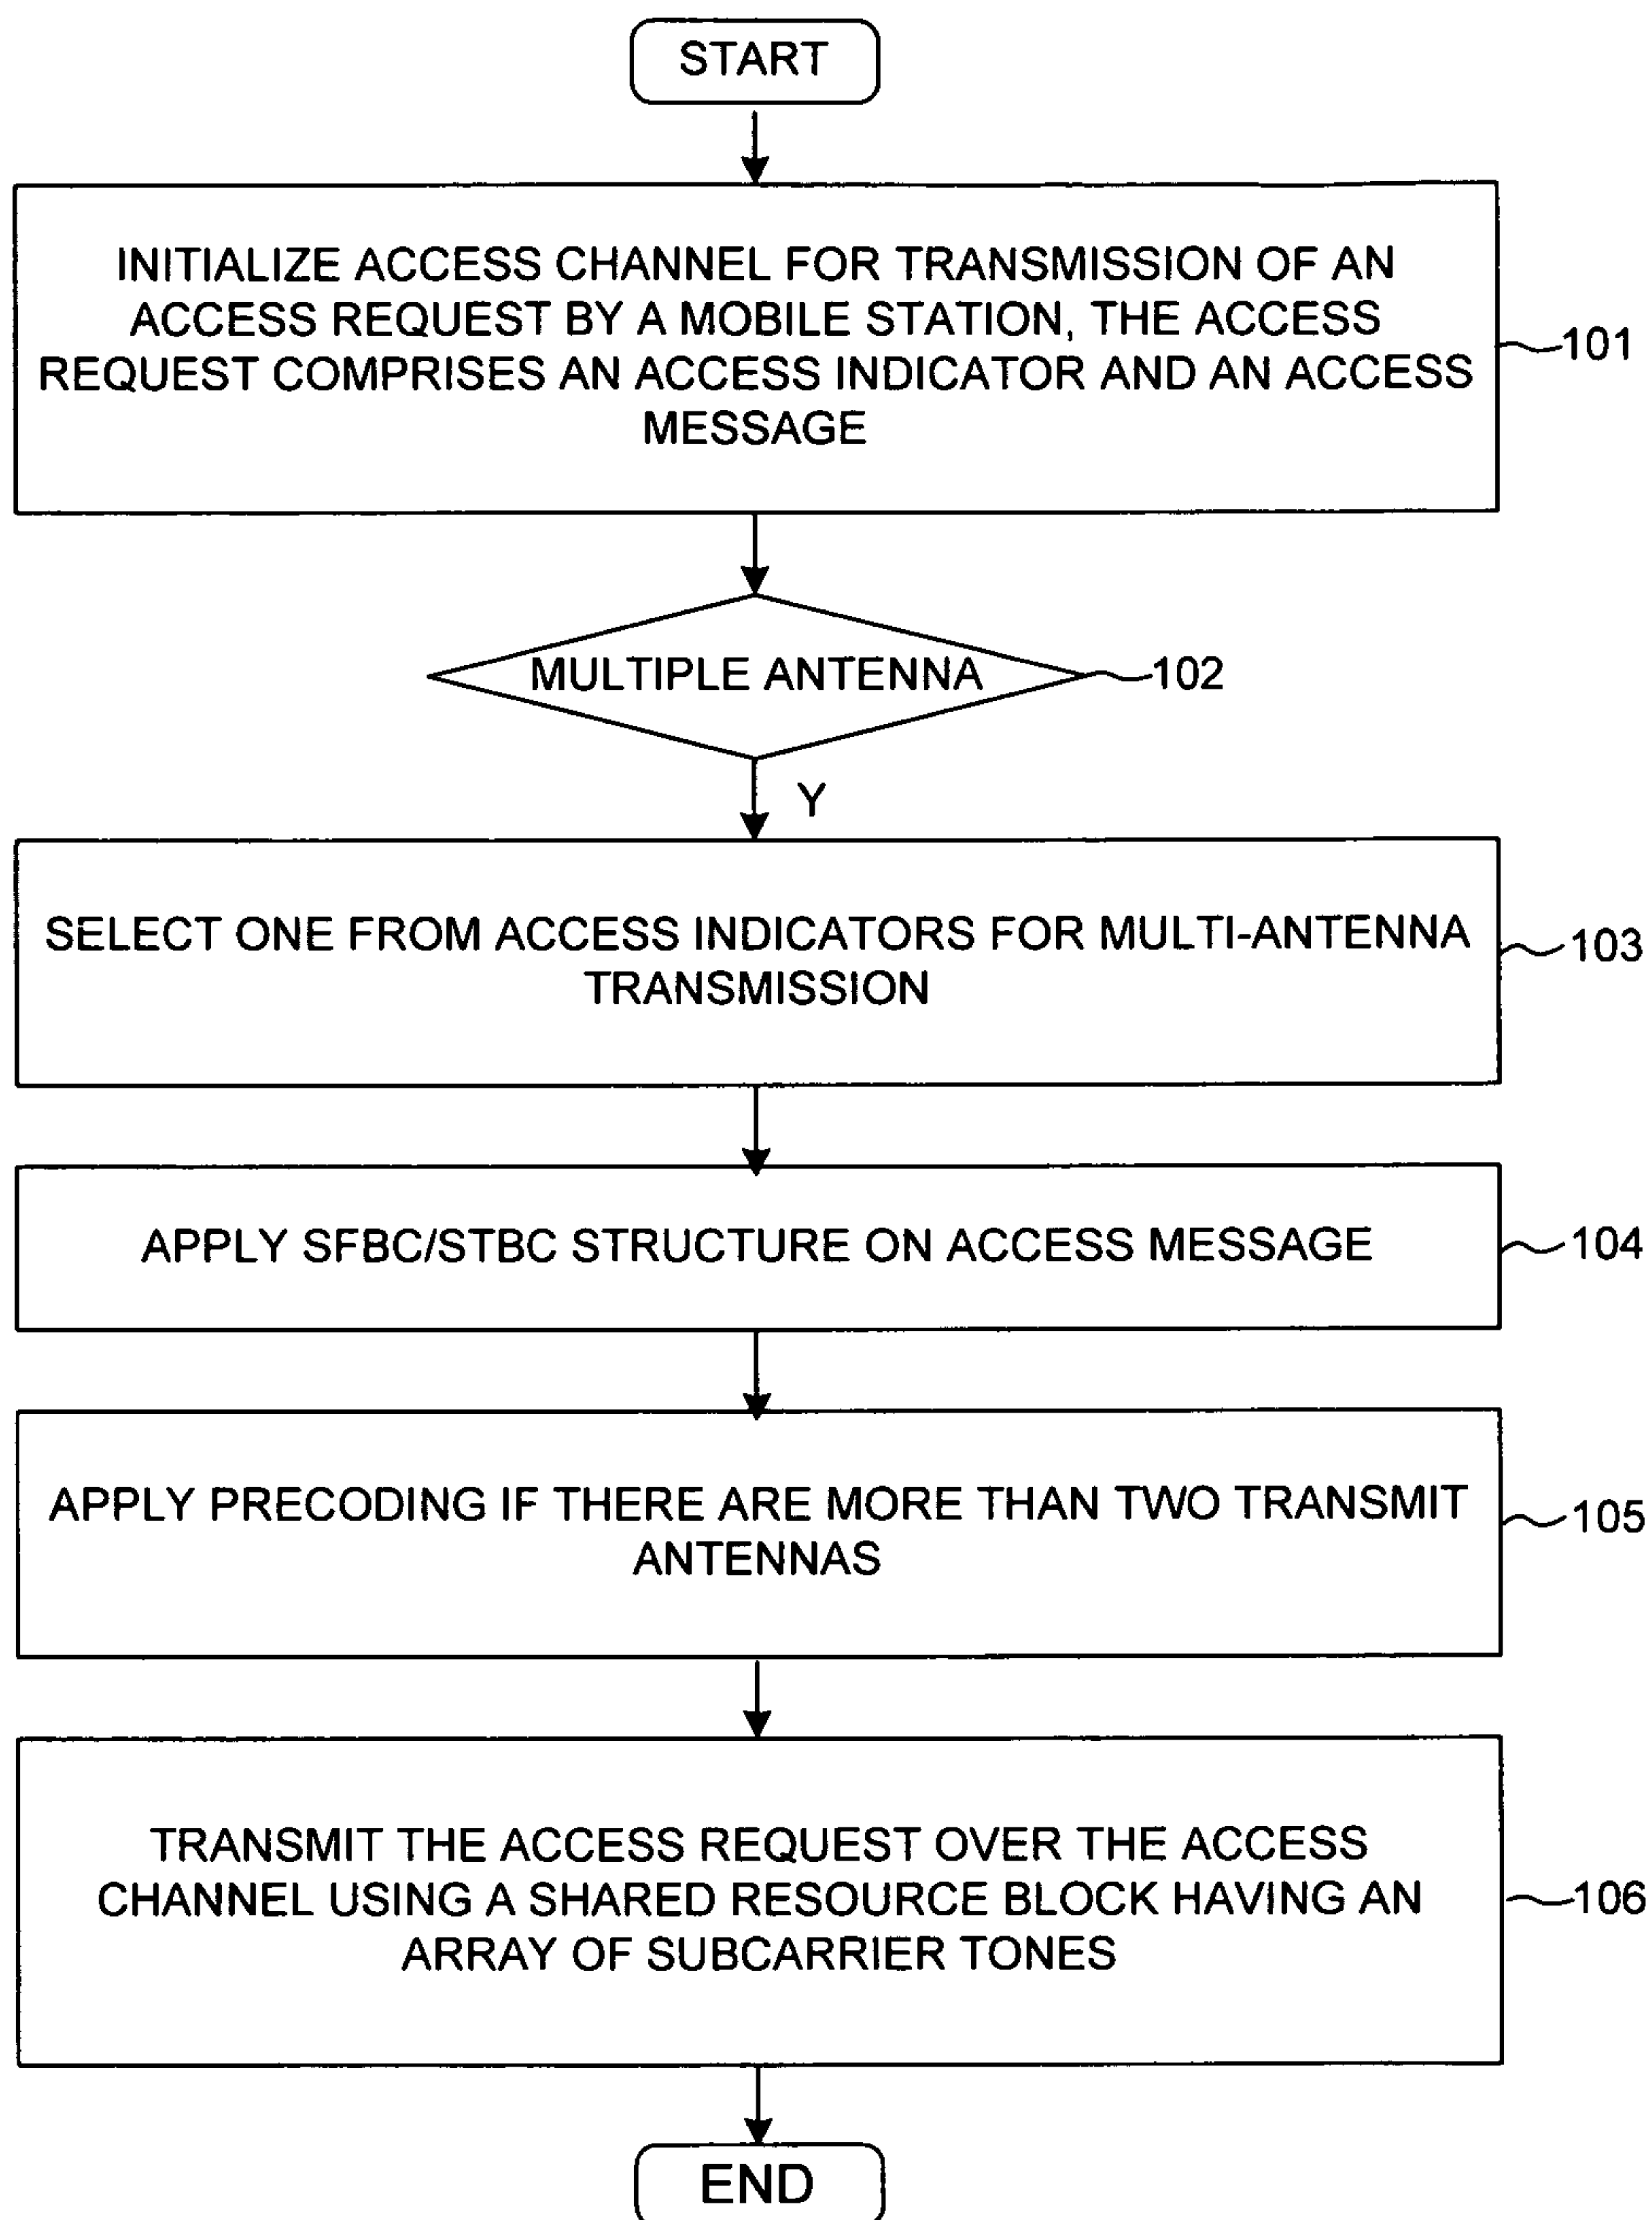 START
INITIALIZE ACCESS CHANNEL FOR TRANSMISSION OF AN
ACCESS REQUEST BY A MOBILE STATION, THE ACCESS
REQUEST COMPRISES AN ACCESS INDICATOR AND AN ACCESS
MESSAGE
101
MULTIPLE ANTENNA
102
Y
SELECT ONE FROM ACCESS INDICATORS FOR MULTI-ANTENNA
TRANSMISSION
103
APPLY SFBC/STBC STRUCTURE ON ACCESS MESSAGE
104
APPLY PRECODING IF THERE ARE MORE THAN TWO TRANSMIT
ANTENNAS
105
TRANSMIT THE ACCESS REQUEST OVER THE ACCESS
CHANNEL USING A SHARED RESOURCE BLOCK HAVING AN
ARRAY OF SUBCARRIER TONES
106
END